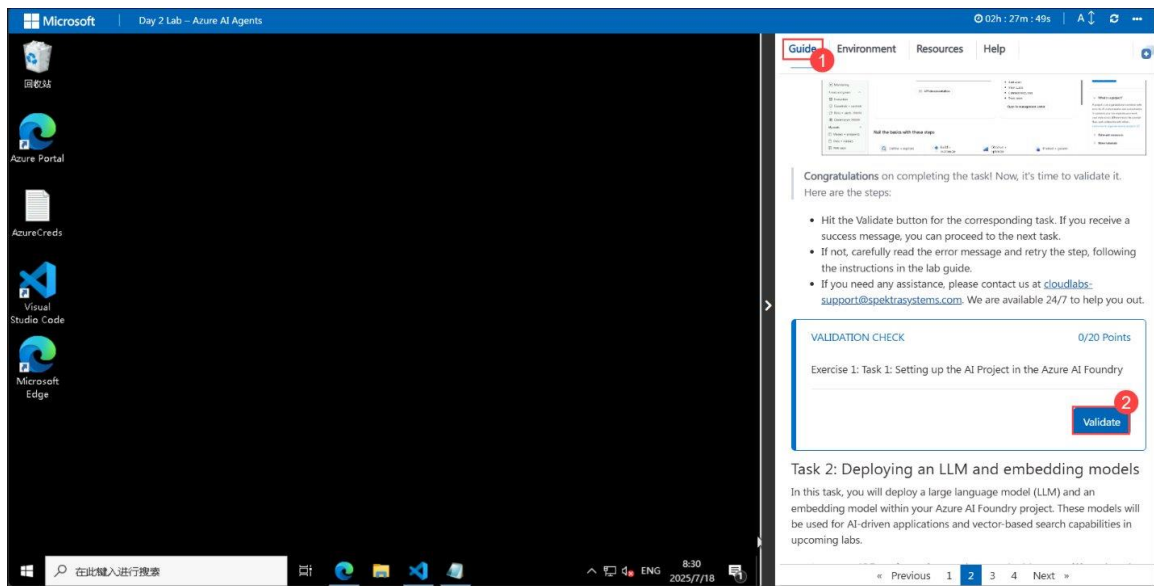 Microsoft
Day 2 Lab – Azure AI Agents
02h : 27m : 49s
A
回收站
Azure Portal
AzureCreds
Visual
Studio Code
Microsoft
Edge
在此键入进行搜索
ENG
8:30
2025/7/18
1
Guide
Environment
Resources
Help
1
Congratulations on completing the task! Now, it's time to validate it.
Here are the steps:
• Hit the Validate button for the corresponding task. If you receive a
success message, you can proceed to the next task.
• If not, carefully read the error message and retry the step, following
the instructions in the lab guide.
• If you need any assistance, please contact us at cloudlabs-
support@spektrasystems.com. We are available 24/7 to help you out.
VALIDATION CHECK
0/20 Points
Exercise 1: Task 1: Setting up the AI Project in the Azure AI Foundry
2
Validate
Task 2: Deploying an LLM and embedding models
In this task, you will deploy a large language model (LLM) and an
embedding model within your Azure AI Foundry project. These models will
be used for AI-driven applications and vector-based search capabilities in
upcoming labs.
« Previous 1 2 3 4 Next »